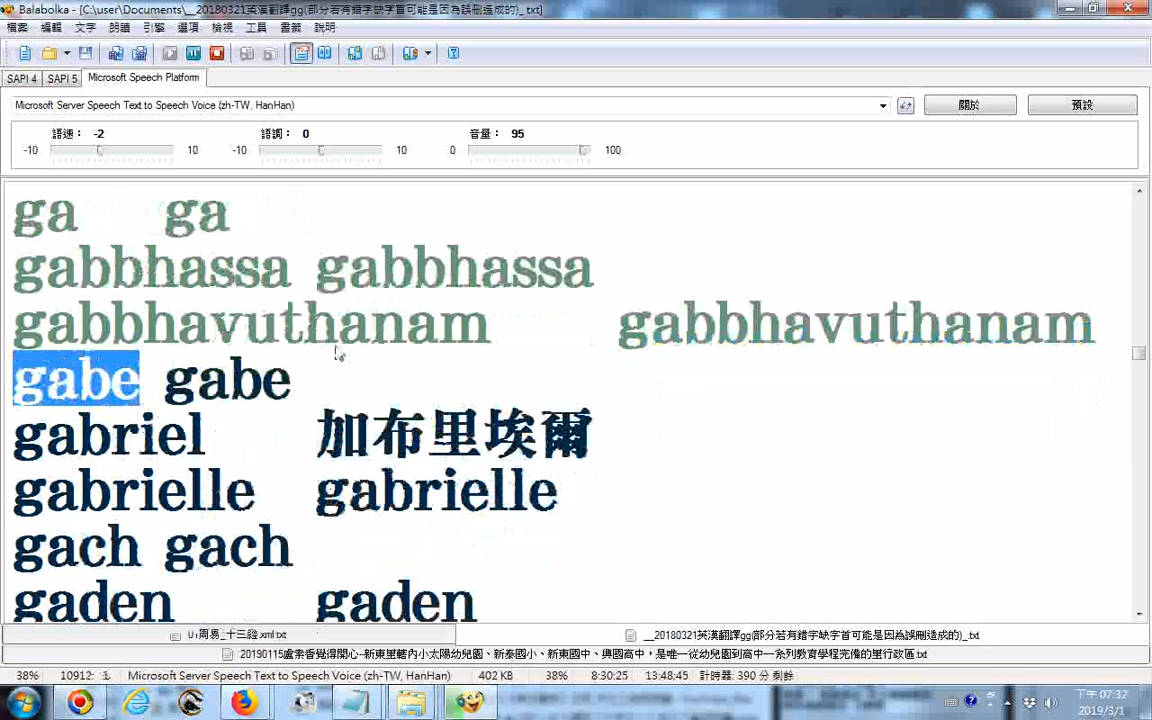 Balabolka - [C:\user\Documents\__20180321英漢翻譯gg(部分若有錯字缺字首可能是因為誤刪造成的)_.txt]
檔案 編輯 文字 朗讀 引擎 選項 檢視 工具 書籤 說明
SAPI 4 SAPI 5 Microsoft Speech Platform
Microsoft Server Speech Text to Speech Voice (zh-TW, HanHan) 關於 預設
語速： -2 語調： 0 音量： 95
-10 10 -10 10 0 100
ga ga
gabbhassa gabbhassa
gabbhavuthanam gabbhavuthanam
gabe gabe
gabriel 加布里埃爾
gabrielle gabrielle
gach gach
gaden gaden
__20180321英漢翻譯gg(部分若有錯字缺字首可能是因為誤刪造成的)_.txt
20190115盧素香覺得開心--新東里轄內小太陽幼兒園、新泰國小、新東國中、興國高中，是唯一從幼兒園到高中一系列教育學程完備的里行政區.txt
38% 10912: 1 Microsoft Server Speech Text to Speech Voice (zh-TW, HanHan) 402 KB 38% 8:30:25 13:48:45 計時器: 390 分 剩餘
下午 07:32
2019/3/1